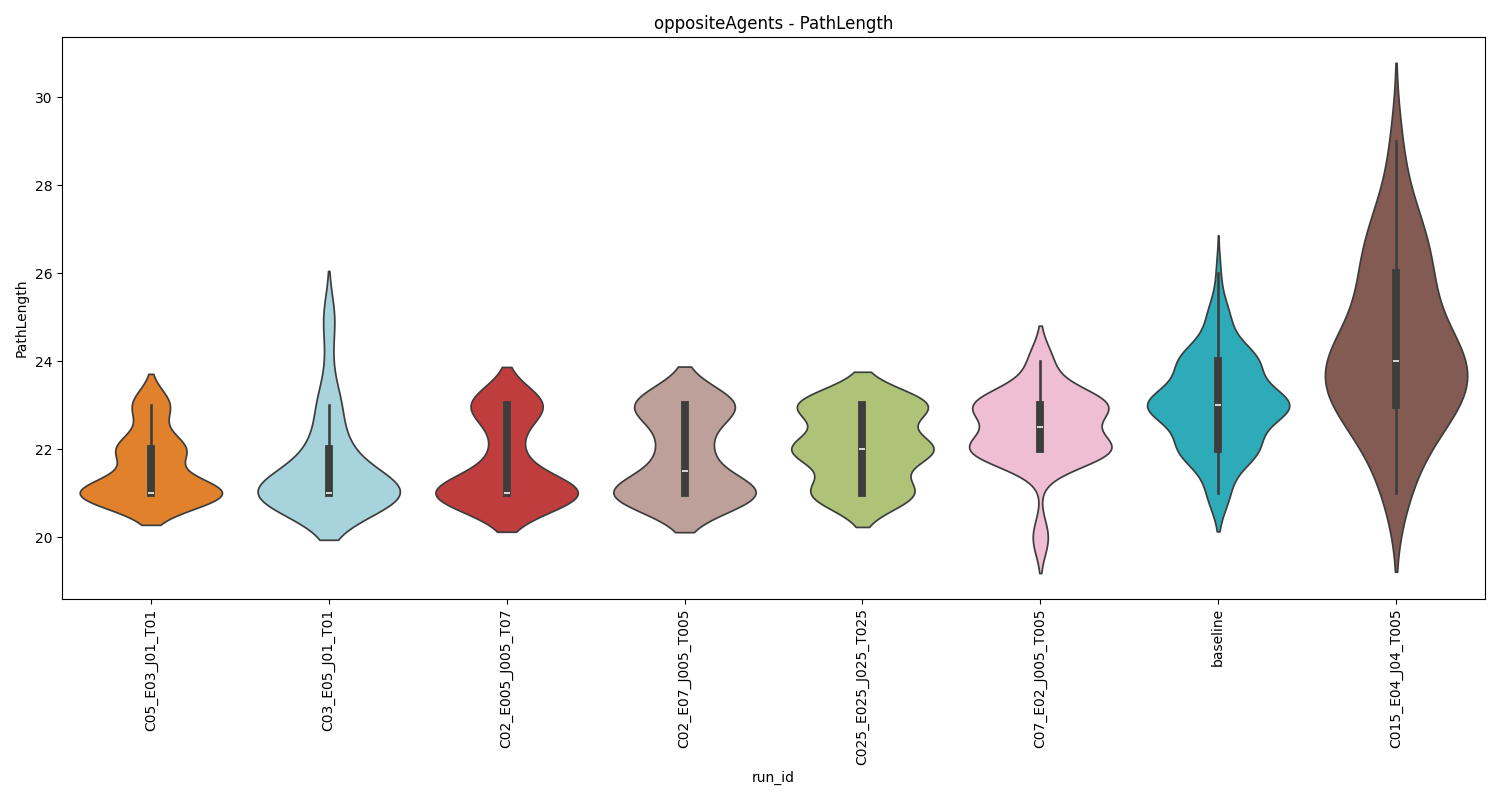 oppositeAgents - PathLength
PathLength
30
28
26
24
22
20
C05_E03_J01_T01
C03_E05_J01_T01
C02_E005_J005_T07
C02_E07_J005_T005
C025_E025_J025_T025
C07_E02_J005_T005
baseline
C015_E04_J04_T005
run_id